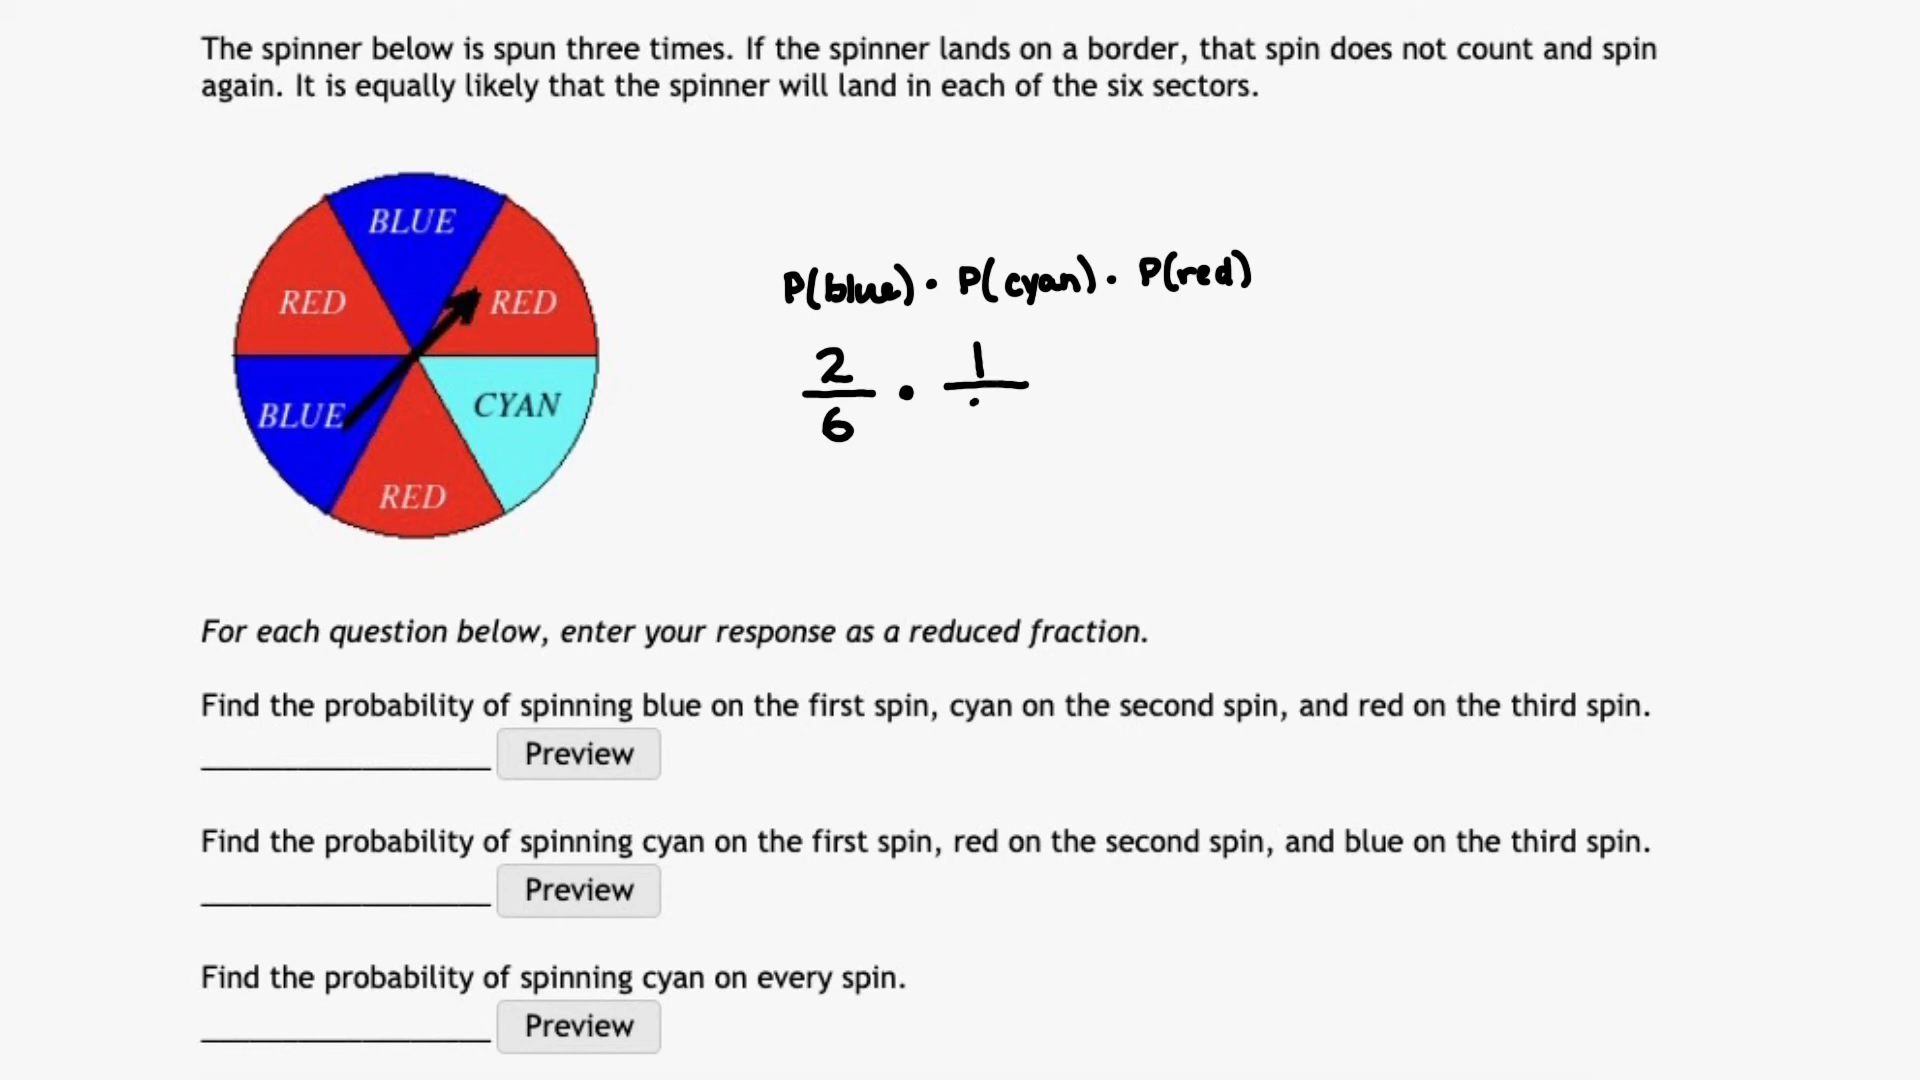 The spinner below is spun three times. If the spinner lands on a border, that spin does not count and spin
again. It is equally likely that the spinner will land in each of the six sectors.
BLUE
RED
RED
BLUE
CYAN
RED
P(blue) · P(cyan) · P(red)
2/6 · 1/
For each question below, enter your response as a reduced fraction.
Find the probability of spinning blue on the first spin, cyan on the second spin, and red on the third spin.
Preview
Find the probability of spinning cyan on the first spin, red on the second spin, and blue on the third spin.
Preview
Find the probability of spinning cyan on every spin.
Preview